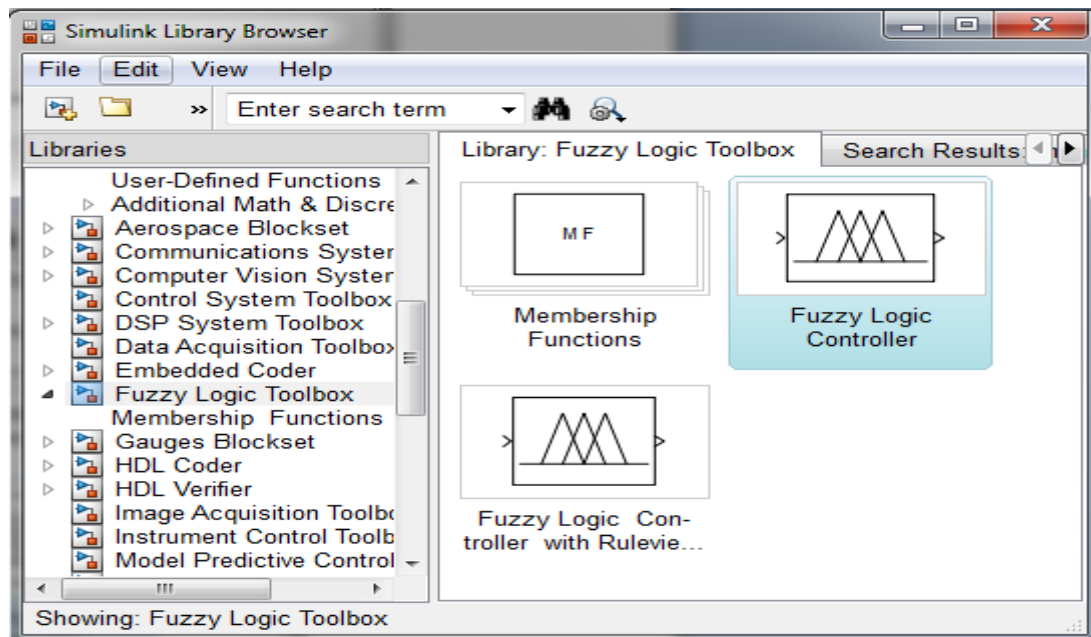 Simulink Library Browser
File Edit View Help
» Enter search term
Libraries
User-Defined Functions
Additional Math & Discre
Aerospace Blockset
Communications System
Computer Vision System
Control System Toolbox
DSP System Toolbox
Data Acquisition Toolbox
Embedded Coder
Fuzzy Logic Toolbox
Membership Functions
Gauges Blockset
HDL Coder
HDL Verifier
Image Acquisition Toolbo
Instrument Control Toolb
Model Predictive Control
Library: Fuzzy Logic Toolbox
Search Results:
MF
Membership
Functions
Fuzzy Logic
Controller
Fuzzy Logic Con-
troller with Rulevie...
Showing: Fuzzy Logic Toolbox